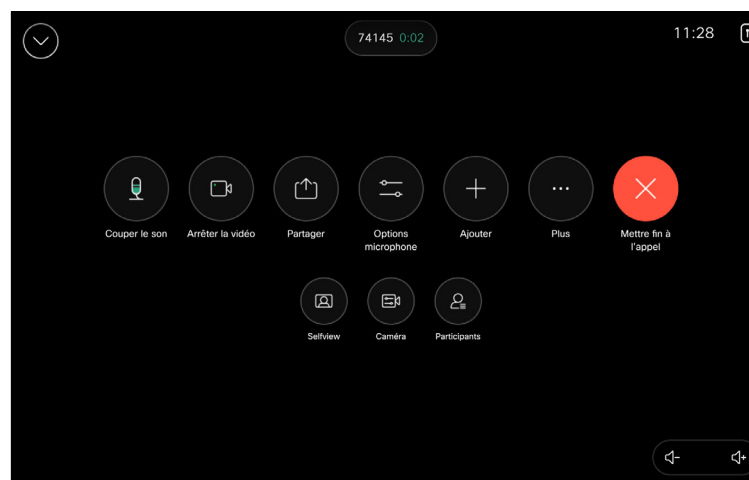 74145 0:02
11:28
Couper le son
Arrêter la vidéo
Partager
Options
microphone
Ajouter
Plus
Mettre fin à
l'appel
Selfview
Caméra
Participants